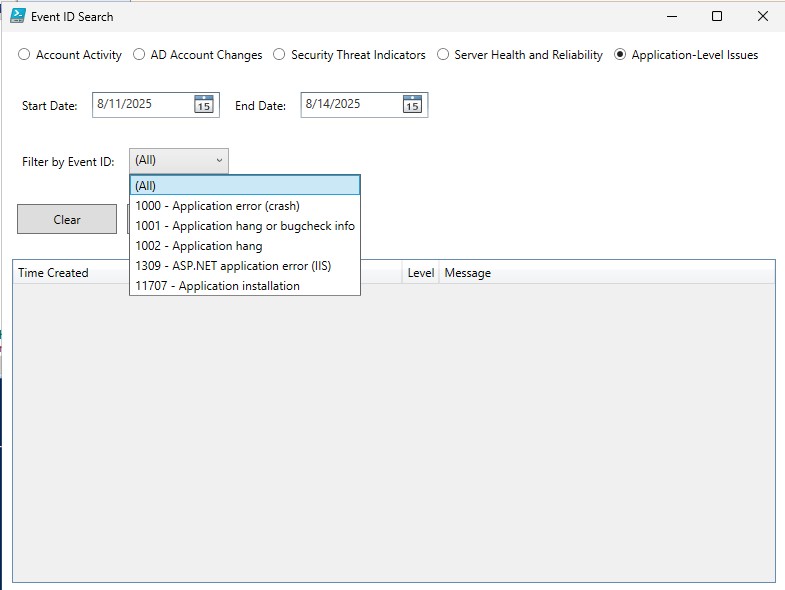 Event ID Search
Account Activity AD Account Changes Security Threat Indicators Server Health and Reliability Application-Level Issues
Start Date: 8/11/2025 15 End Date: 8/14/2025 15
Filter by Event ID: (All)
(All)
1000 - Application error (crash)
1001 - Application hang or bugcheck info
1002 - Application hang
1309 - ASP.NET application error (IIS)
11707 - Application installation
Clear
Time Created Level Message